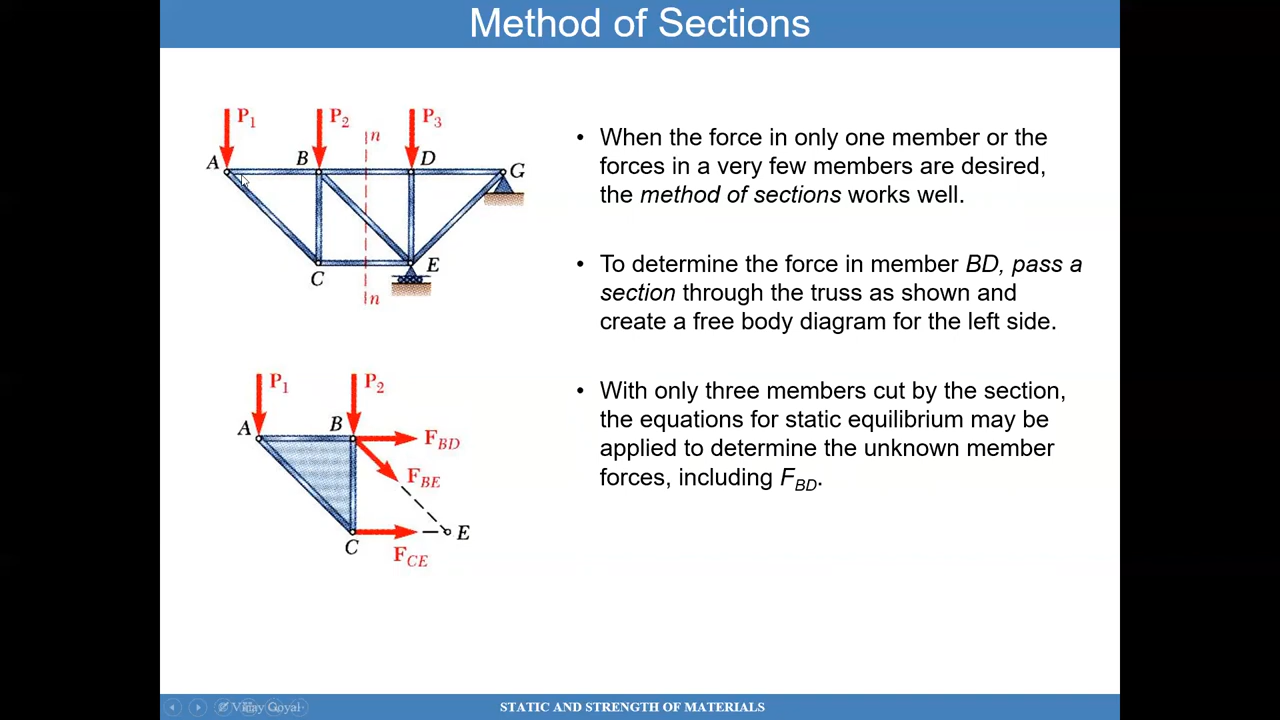 Method of Sections
P1
P2
P3
n
A
B
D
G
C
E
n
P1
P2
A
B
FBD
FBE
C
E
FCE
• When the force in only one member or the
forces in a very few members are desired,
the method of sections works well.
• To determine the force in member BD, pass a
section through the truss as shown and
create a free body diagram for the left side.
• With only three members cut by the section,
the equations for static equilibrium may be
applied to determine the unknown member
forces, including FBD.
Vijay Goyal
STATIC AND STRENGTH OF MATERIALS